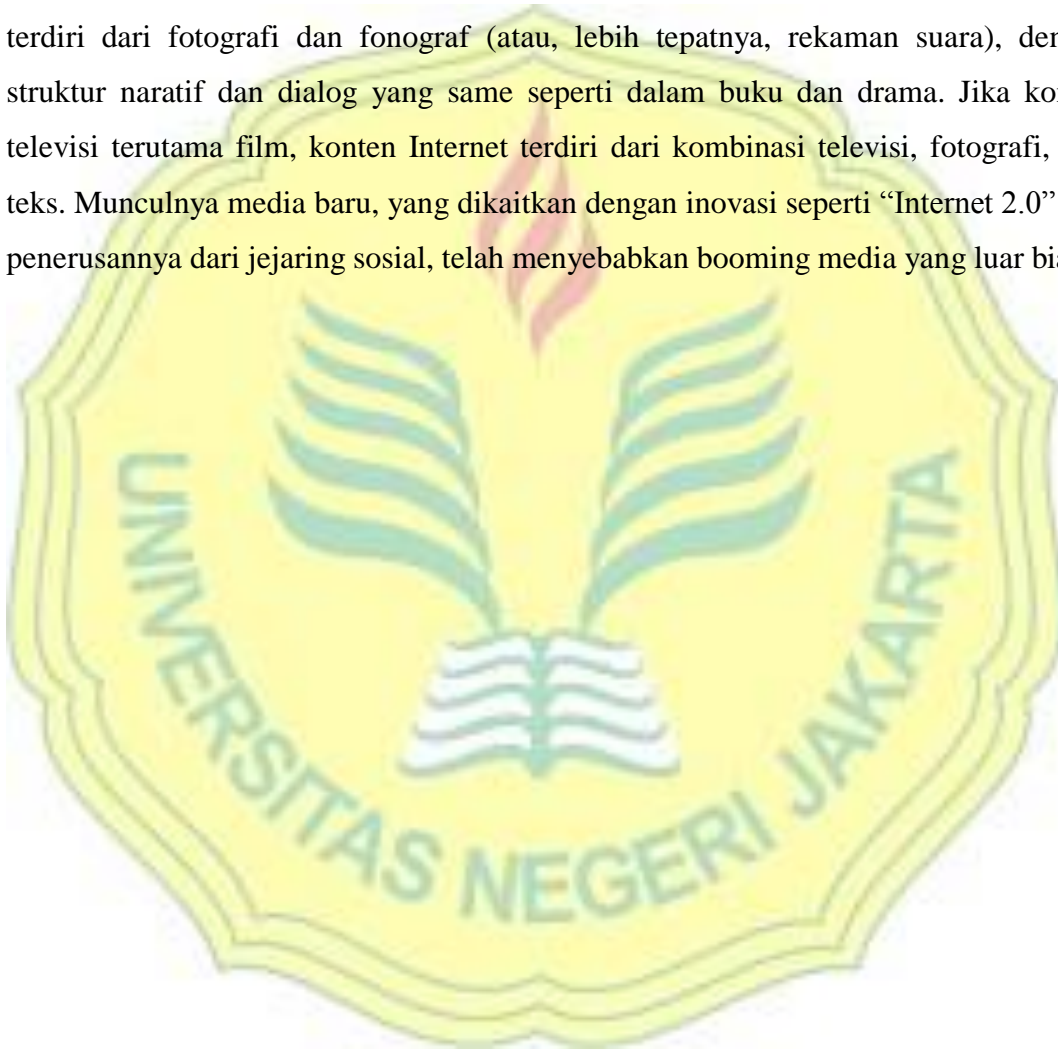 terdiri dari fotografi dan fonograf (atau, lebih tepatnya, rekaman suara), den
struktur naratif dan dialog yang same seperti dalam buku dan drama. Jika kon
televisi terutama film, konten Internet terdiri dari kombinasi televisi, fotografi,
teks. Munculnya media baru, yang dikaitkan dengan inovasi seperti “Internet 2.0”
penerusannya dari jejaring sosial, telah menyebabkan booming media yang luar bia
UNIVERSITAS NEGERI JAKARTA